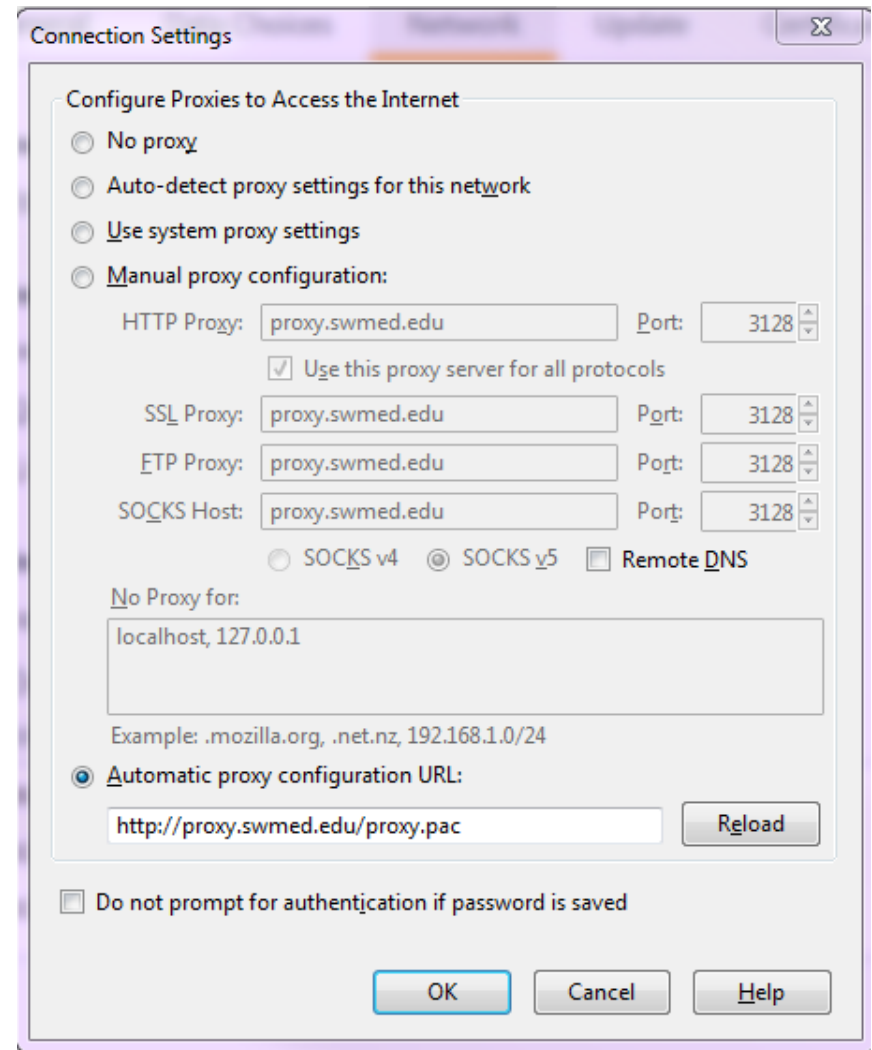 Network Update
Connection Settings
Configure Proxies to Access the Internet
No proxy
Auto-detect proxy settings for this network
Use system proxy settings
Manual proxy configuration:
HTTP Proxy: proxy.swmed.edu Port: 3128
Use this proxy server for all protocols
SSL Proxy: proxy.swmed.edu Port: 3128
FTP Proxy: proxy.swmed.edu Port: 3128
SOCKS Host: proxy.swmed.edu Port: 3128
SOCKS v4 SOCKS v5 Remote DNS
No Proxy for:
localhost, 127.0.0.1
Example: .mozilla.org, .net.nz, 192.168.1.0/24
Automatic proxy configuration URL:
http://proxy.swmed.edu/proxy.pac Reload
Do not prompt for authentication if password is saved
OK Cancel Help